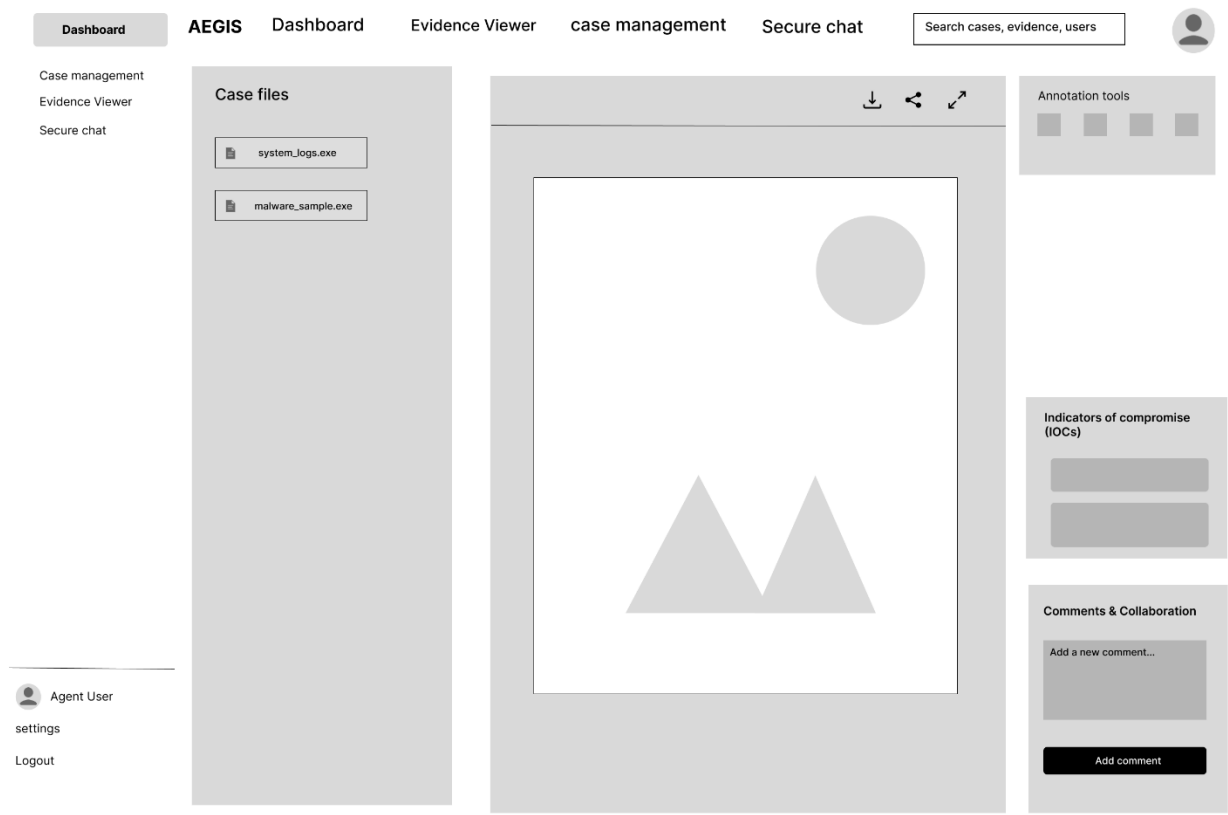 Dashboard
AEGIS
Dashboard
Evidence Viewer
case management
Secure chat
Search cases, evidence, users
Case management
Evidence Viewer
Secure chat
Case files
system_logs.exe
malware_sample.exe
Annotation tools
Indicators of compromise
(IOCs)
Comments & Collaboration
Add a new comment...
Add comment
Agent User
settings
Logout